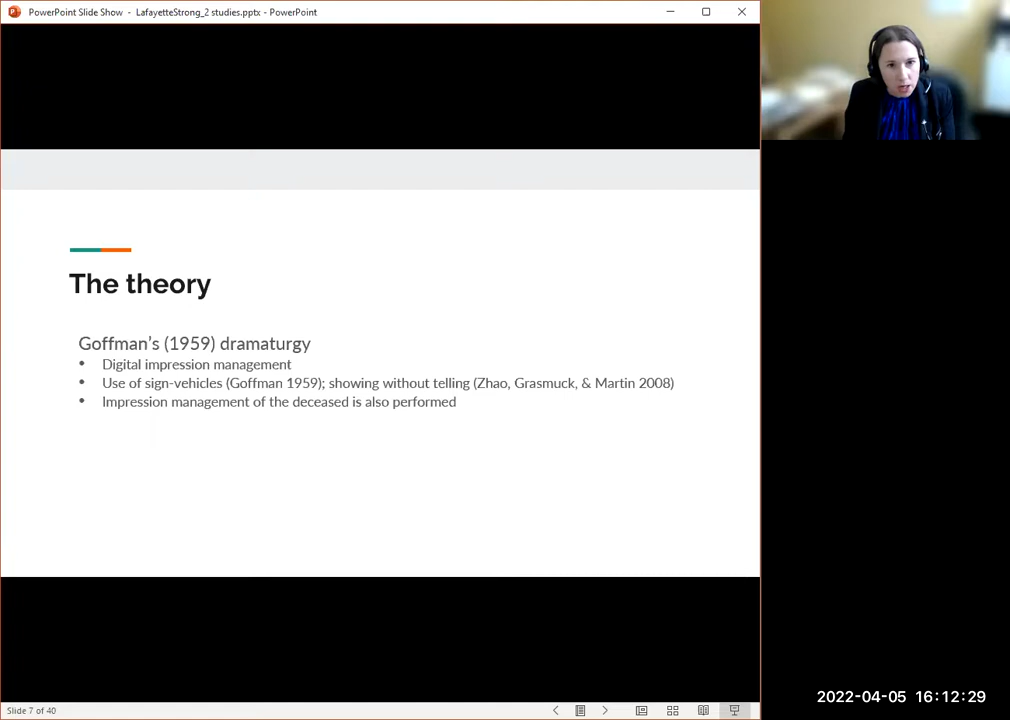 PowerPoint Slide Show - LafayetteStrong_2 studies.pptx - PowerPoint
The theory
Goffman’s (1959) dramaturgy
• Digital impression management
• Use of sign-vehicles (Goffman 1959); showing without telling (Zhao, Grasmuck, & Martin 2008)
• Impression management of the deceased is also performed
2022-04-05 16:12:29
Slide 7 of 40